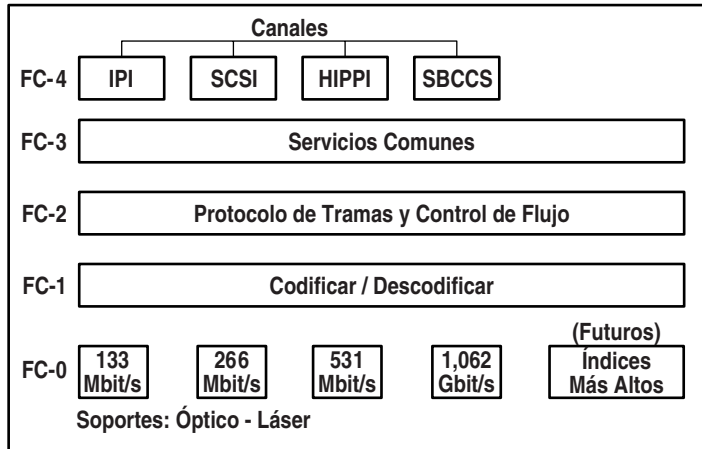 Canales
FC-4 IPI SCSI HIPPI SBCCS
FC-3 Servicios Comunes
FC-2 Protocolo de Tramas y Control de Flujo
FC-1 Codificar / Descodificar
(Futuros)
FC-0 133 Mbit/s 266 Mbit/s 531 Mbit/s 1,062 Gbit/s Índices Más Altos
Soportes: Óptico - Láser